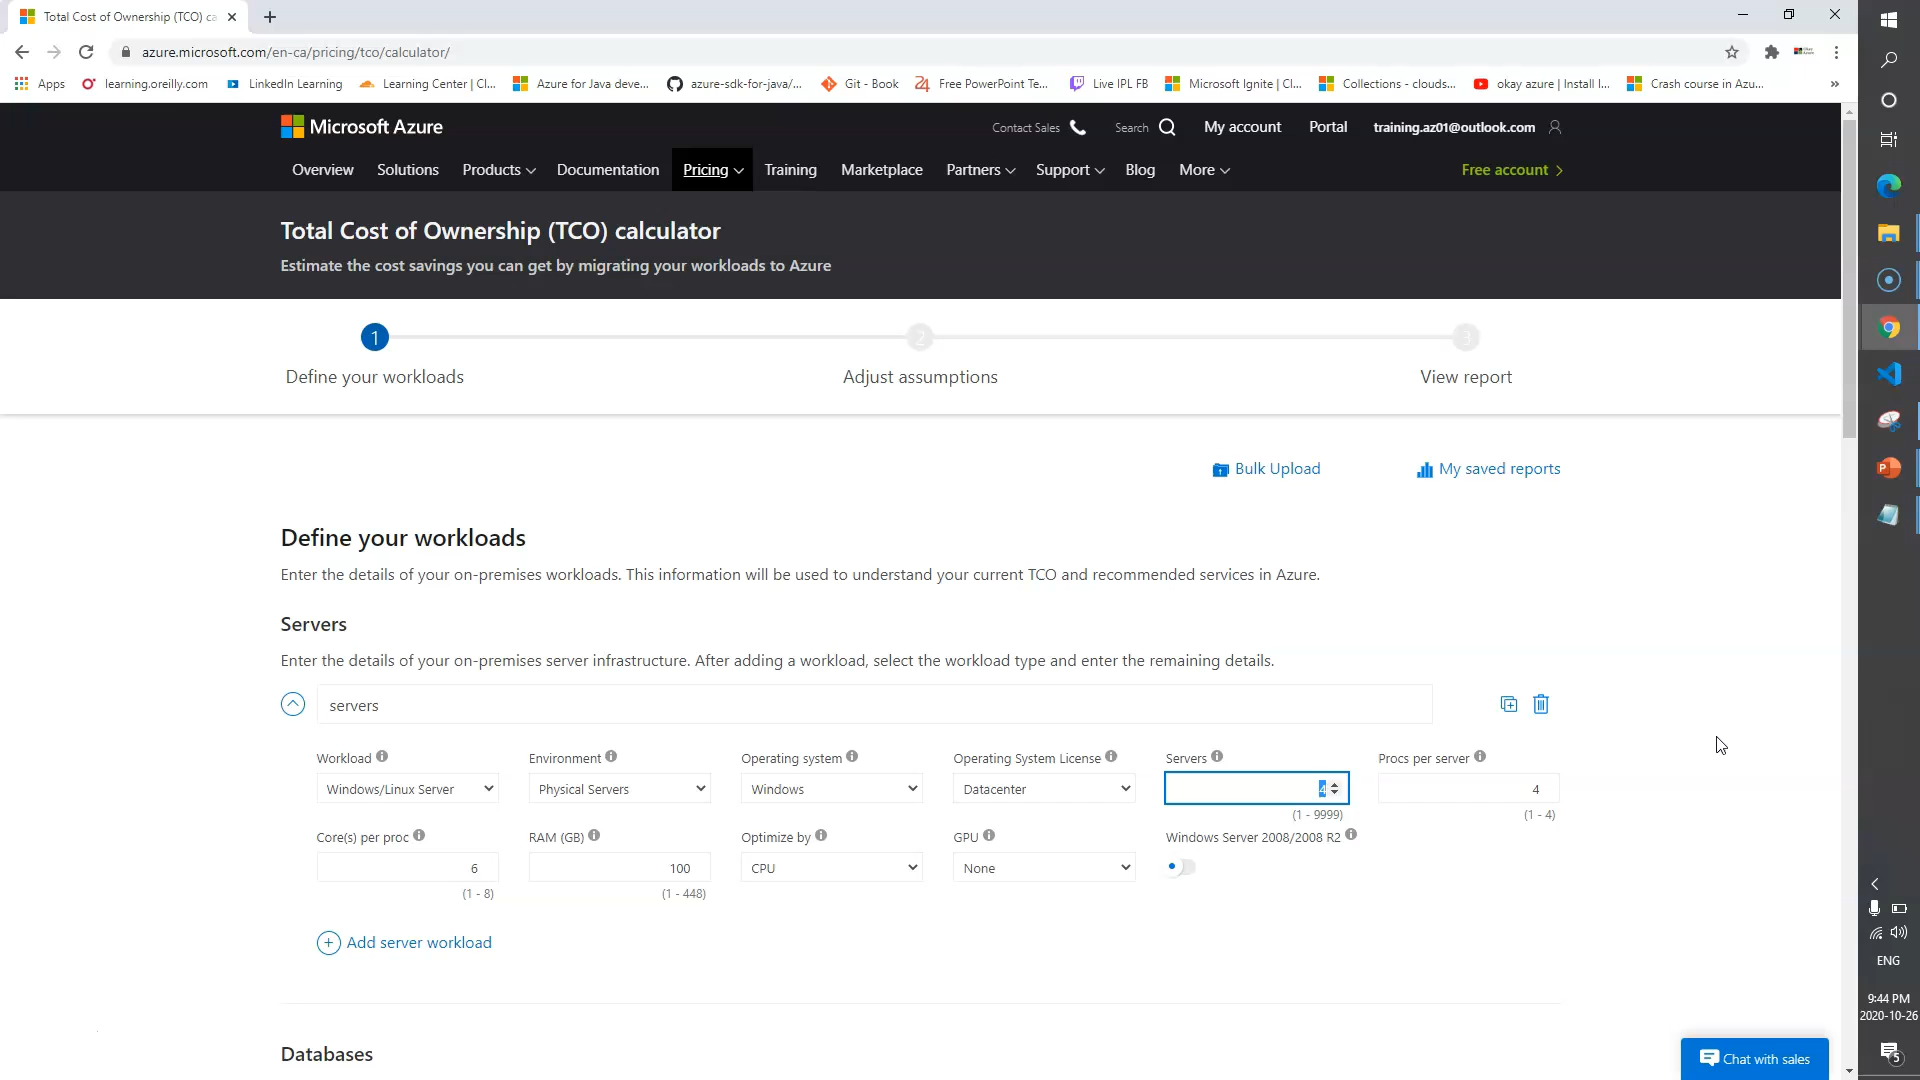 Total Cost of Ownership (TCO) ca
azure.microsoft.com/en-ca/pricing/tco/calculator/
Apps learning.oreilly.com LinkedIn Learning Learning Center | Cl... Azure for Java deve... azure-sdk-for-java/... Git - Book Free PowerPoint Te... Live IPL FB Microsoft Ignite | Cl... Collections - clouds... okay azure | Install I... Crash course in Azu... »
Microsoft Azure Contact Sales Search My account Portal training.az01@outlook.com
Overview Solutions Products Documentation Pricing Training Marketplace Partners Support Blog More Free account
Total Cost of Ownership (TCO) calculator
Estimate the cost savings you can get by migrating your workloads to Azure
1 2 3
Define your workloads Adjust assumptions View report
Bulk Upload My saved reports
Define your workloads
Enter the details of your on-premises workloads. This information will be used to understand your current TCO and recommended services in Azure.
Servers
Enter the details of your on-premises server infrastructure. After adding a workload, select the workload type and enter the remaining details.
servers
Workload Environment Operating system Operating System License Servers Procs per server
Windows/Linux Server Physical Servers Windows Datacenter 4 4
(1 - 9999) (1 - 4)
Core(s) per proc RAM (GB) Optimize by GPU Windows Server 2008/2008 R2
6 100 CPU None
(1 - 8) (1 - 448)
Add server workload
Databases
Chat with sales
ENG
9:44 PM
2020-10-26
5